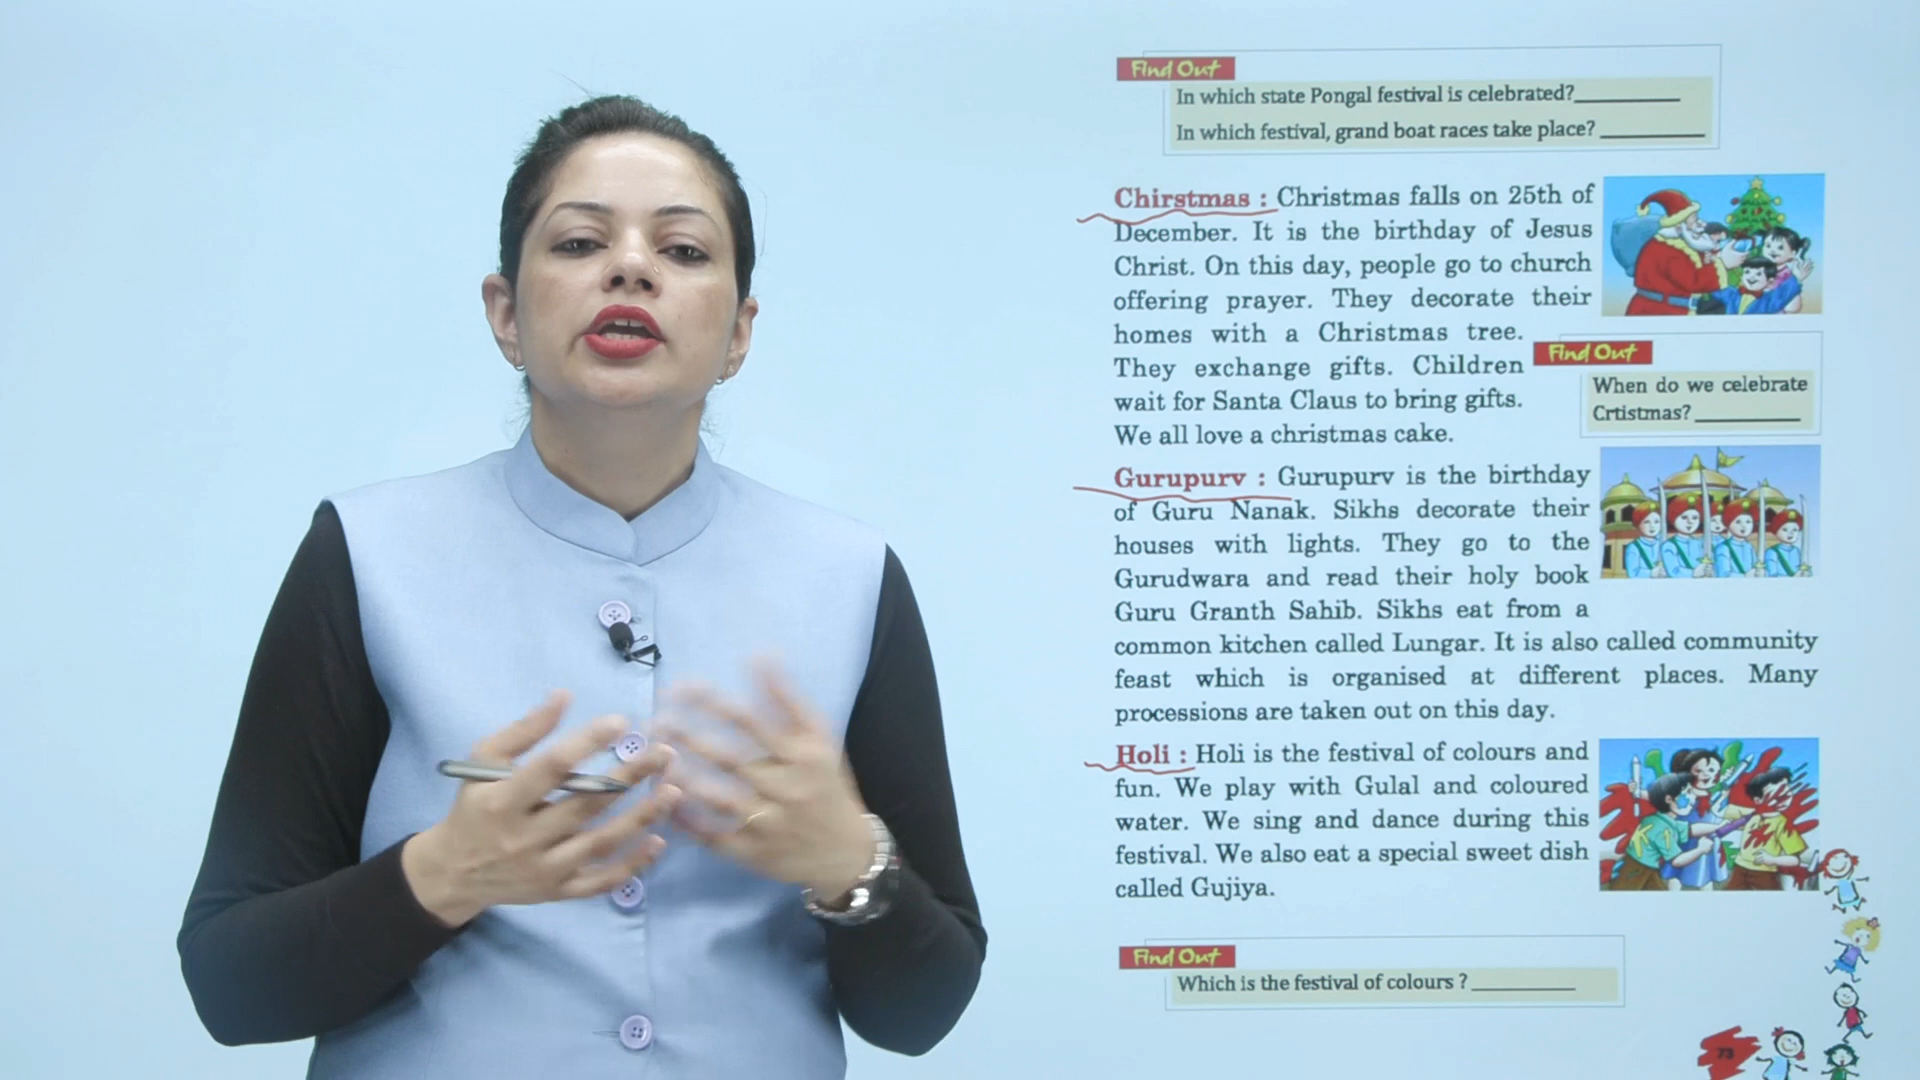 Find Out
In which state Pongal festival is celebrated?__________
In which festival, grand boat races take place? __________
Chirstmas : Christmas falls on 25th of
December. It is the birthday of Jesus
Christ. On this day, people go to church
offering prayer. They decorate their
homes with a Christmas tree.
They exchange gifts. Children
wait for Santa Claus to bring gifts.
We all love a christmas cake.
Find Out
When do we celebrate
Crtistmas? __________
Gurupurv : Gurupurv is the birthday
of Guru Nanak. Sikhs decorate their
houses with lights. They go to the
Gurudwara and read their holy book
Guru Granth Sahib. Sikhs eat from a
common kitchen called Lungar. It is also called community
feast which is organised at different places. Many
processions are taken out on this day.
Holi : Holi is the festival of colours and
fun. We play with Gulal and coloured
water. We sing and dance during this
festival. We also eat a special sweet dish
called Gujiya.
Find Out
Which is the festival of colours ? __________
73